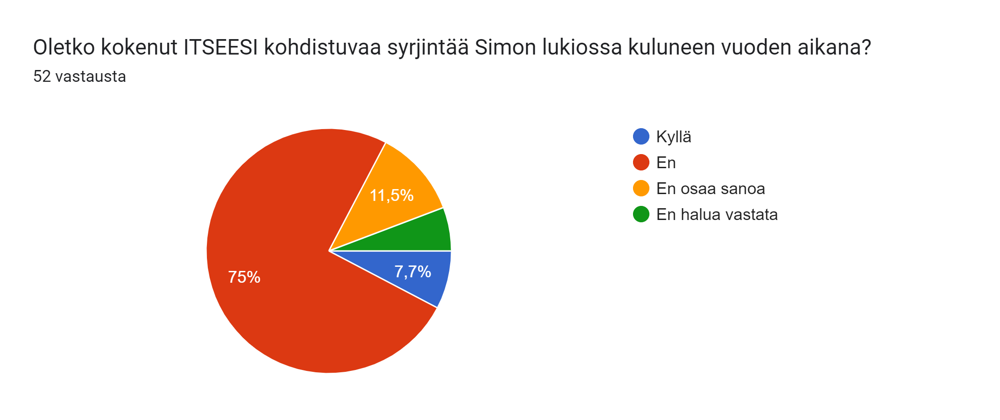 Oletko kokenut ITSEESI kohdistuvaa syrjintää Simon lukiossa kuluneen vuoden aikana?
52 vastausta
Kyllä
En
En osaa sanoa
En halua vastata
11,5%
7,7%
75%